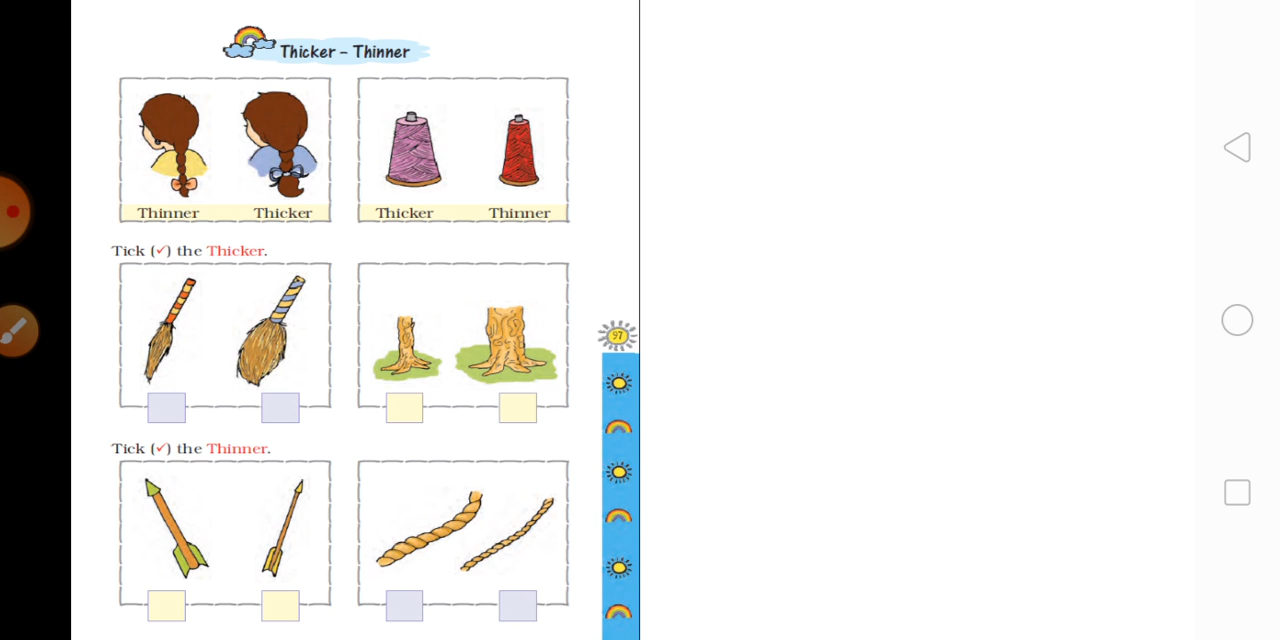 Thicker – Thinner
Thinner Thicker
Thicker Thinner
Tick (✓) the Thicker.
97
Tick (✓) the Thinner.